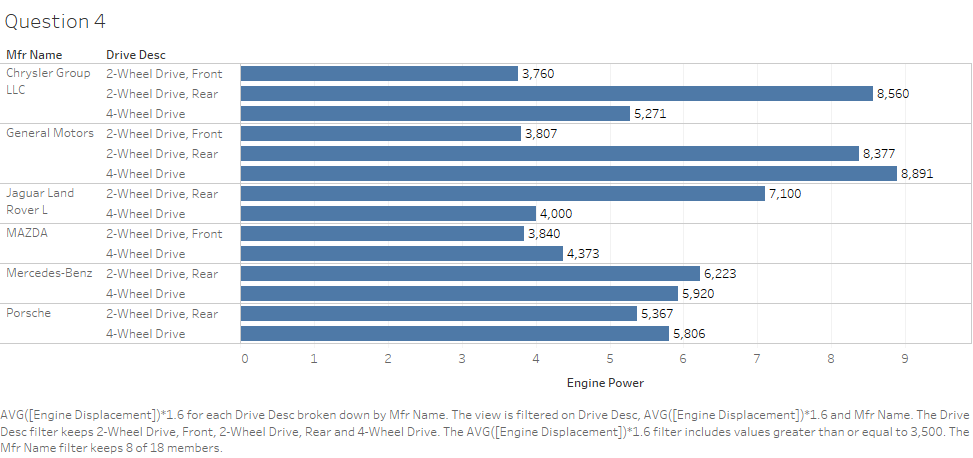 Question 4
Mfr Name Drive Desc
Chrysler Group LLC 2-Wheel Drive, Front 3,760
2-Wheel Drive, Rear 8,560
4-Wheel Drive 5,271
General Motors 2-Wheel Drive, Front 3,807
2-Wheel Drive, Rear 8,377
4-Wheel Drive 8,891
Jaguar Land Rover L 2-Wheel Drive, Rear 7,100
4-Wheel Drive 4,000
MAZDA 2-Wheel Drive, Front 3,840
4-Wheel Drive 4,373
Mercedes-Benz 2-Wheel Drive, Rear 6,223
4-Wheel Drive 5,920
Porsche 2-Wheel Drive, Rear 5,367
4-Wheel Drive 5,806
0 1 2 3 4 5 6 7 8 9
Engine Power
AVG([Engine Displacement])*1.6 for each Drive Desc broken down by Mfr Name. The view is filtered on Drive Desc, AVG([Engine Displacement])*1.6 and Mfr Name. The Drive
Desc filter keeps 2-Wheel Drive, Front, 2-Wheel Drive, Rear and 4-Wheel Drive. The AVG([Engine Displacement])*1.6 filter includes values greater than or equal to 3,500. The
Mfr Name filter keeps 8 of 18 members.